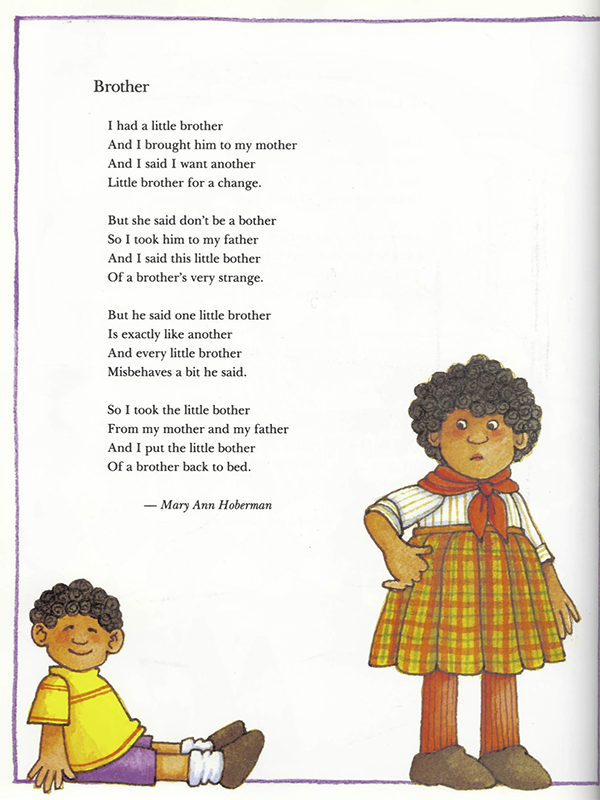 Brother
I had a little brother
And I brought him to my mother
And I said I want another
Little brother for a change.
But she said don't be a bother
So I took him to my father
And I said this little bother
Of a brother's very strange.
But he said one little brother
Is exactly like another
And every little brother
Misbehaves a bit he said.
So I took the little bother
From my mother and my father
And I put the little bother
Of a brother back to bed.
— Mary Ann Hoberman